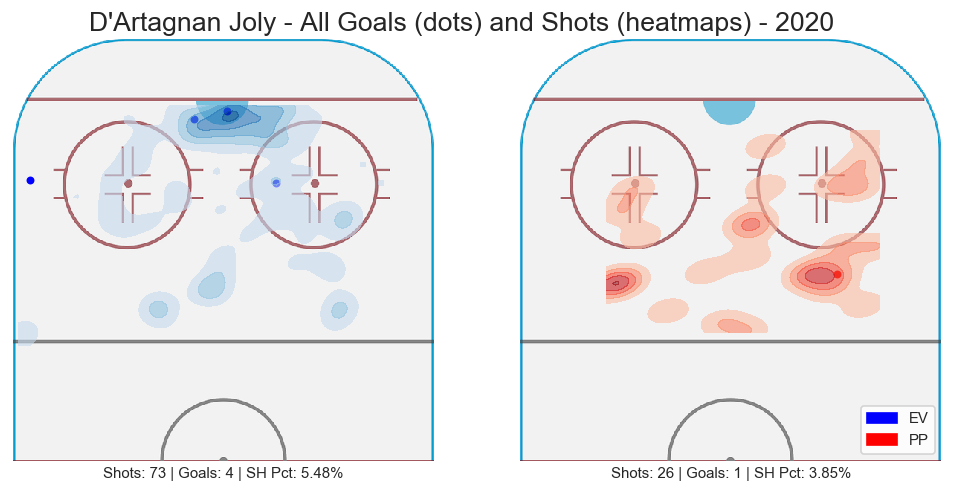 D'Artagnan Joly - All Goals (dots) and Shots (heatmaps) - 2020
EV
PP
Shots: 73 | Goals: 4 | SH Pct: 5.48%
Shots: 26 | Goals: 1 | SH Pct: 3.85%